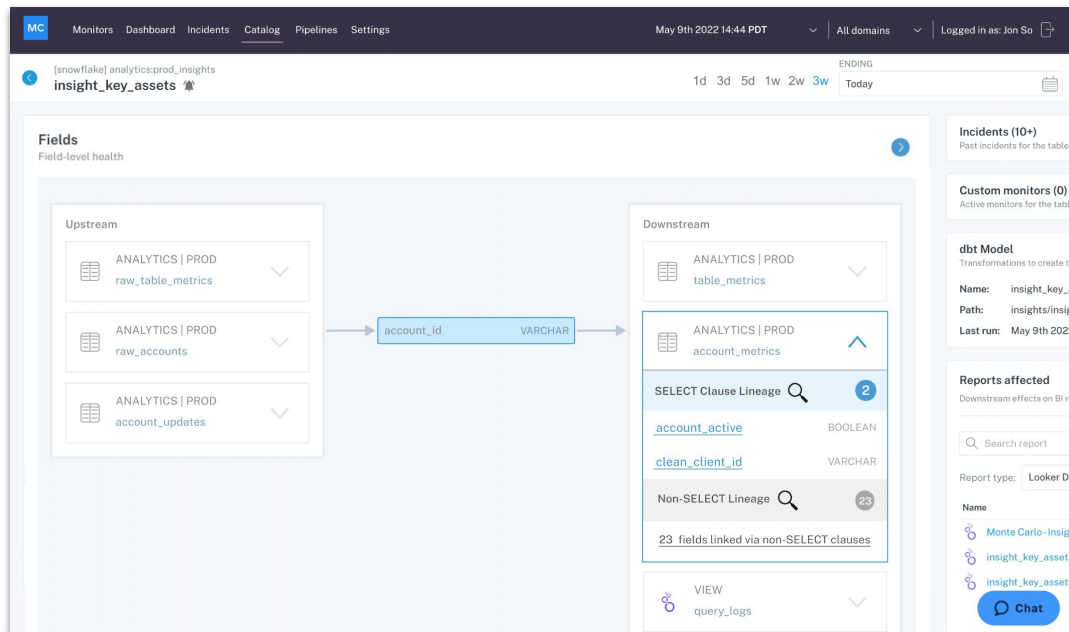 MC Monitors Dashboard Incidents Catalog Pipelines Settings May 9th 2022 14:44 PDT All domains Logged in as: Jon So
[snowflake] analytics:prod_insights
insight_key_assets
1d 3d 5d 1w 2w 3w
ENDING
Today
Fields
Field-level health
Upstream
ANALYTICS | PROD
raw_table_metrics
ANALYTICS | PROD
raw_accounts
ANALYTICS | PROD
account_updates
account_id VARCHAR
Downstream
ANALYTICS | PROD
table_metrics
ANALYTICS | PROD
account_metrics
SELECT Clause Lineage 2
account_active BOOLEAN
clean_client_id VARCHAR
Non-SELECT Lineage 23
23 fields linked via non-SELECT clauses
VIEW
query_logs
Incidents (10+)
Past incidents for the table
Custom monitors (0)
Active monitors for the tabl
dbt Model
Transformations to create t
Name: insight_key_
Path: insights/insig
Last run: May 9th 202
Reports affected
Downstream effects on BI r
Search report
Report type: Looker D
Name
Monte Carlo - Insig
insight_key_asset
insight_key_asset
Chat